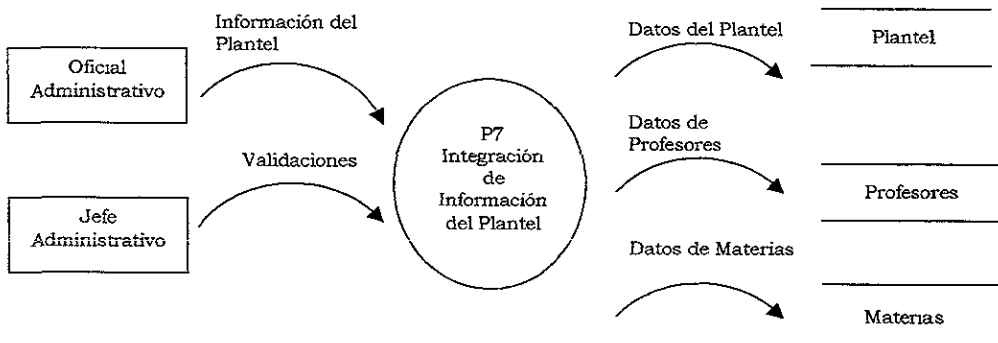 Oficial
Administrativo
Información del
Plantel
Jefe
Administrativo
Validaciones
P7
Integración
de
Información
del Plantel
Datos del Plantel
Plantel
Datos de
Profesores
Profesores
Datos de Materias
Materias